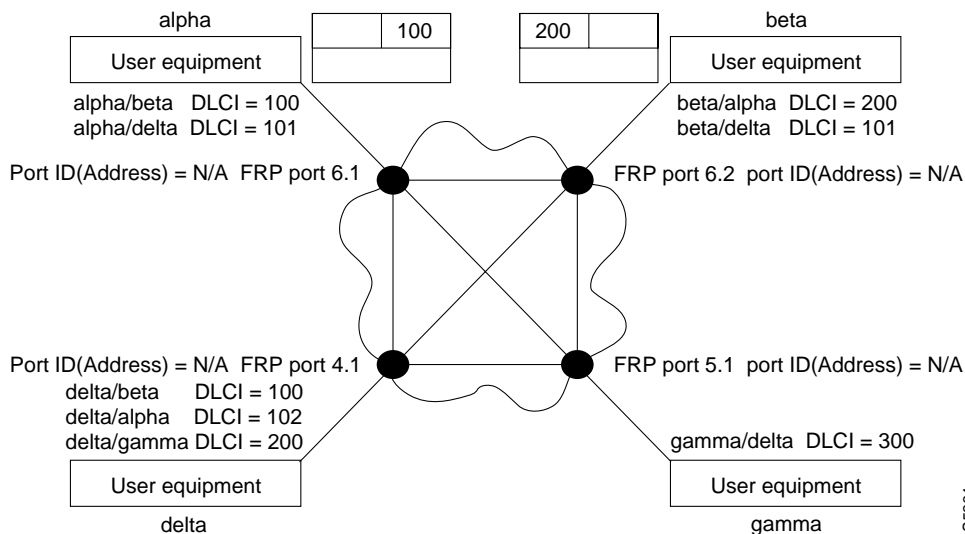 alpha
100
200
beta
User equipment
User equipment
alpha/beta DLCI = 100
alpha/delta DLCI = 101
beta/alpha DLCI = 200
beta/delta DLCI = 101
Port ID(Address) = N/A FRP port 6.1
FRP port 6.2 port ID(Address) = N/A
Port ID(Address) = N/A FRP port 4.1
FRP port 5.1 port ID(Address) = N/A
delta/beta DLCI = 100
delta/alpha DLCI = 102
delta/gamma DLCI = 200
gamma/delta DLCI = 300
User equipment
User equipment
delta
gamma